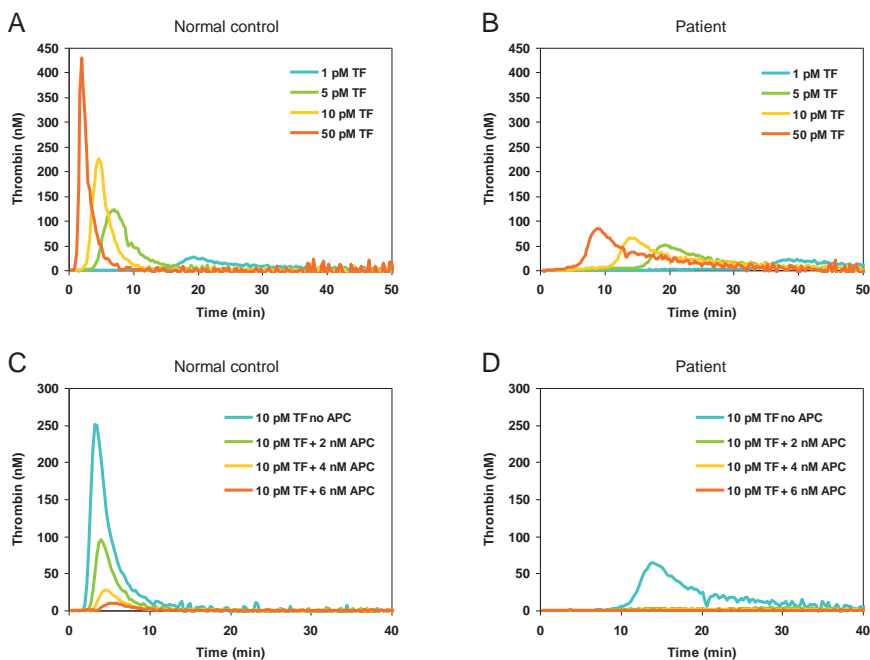 A
Normal control
450
400
350
300
250
200
150
100
50
0
Thrombin (nM)
1 pM TF
5 pM TF
10 pM TF
50 pM TF
0 10 20 30 40 50
Time (min)
B
Patient
450
400
350
300
250
200
150
100
50
0
Thrombin (nM)
1 pM TF
5 pM TF
10 pM TF
50 pM TF
0 10 20 30 40 50
Time (min)
C
Normal control
300
250
200
150
100
50
0
Thrombin (nM)
10 pM TF no APC
10 pM TF + 2 nM APC
10 pM TF + 4 nM APC
10 pM TF + 6 nM APC
0 10 20 30 40
Time (min)
D
Patient
300
250
200
150
100
50
0
Thrombin (nM)
10 pM TF no APC
10 pM TF + 2 nM APC
10 pM TF + 4 nM APC
10 pM TF + 6 nM APC
0 10 20 30 40
Time (min)